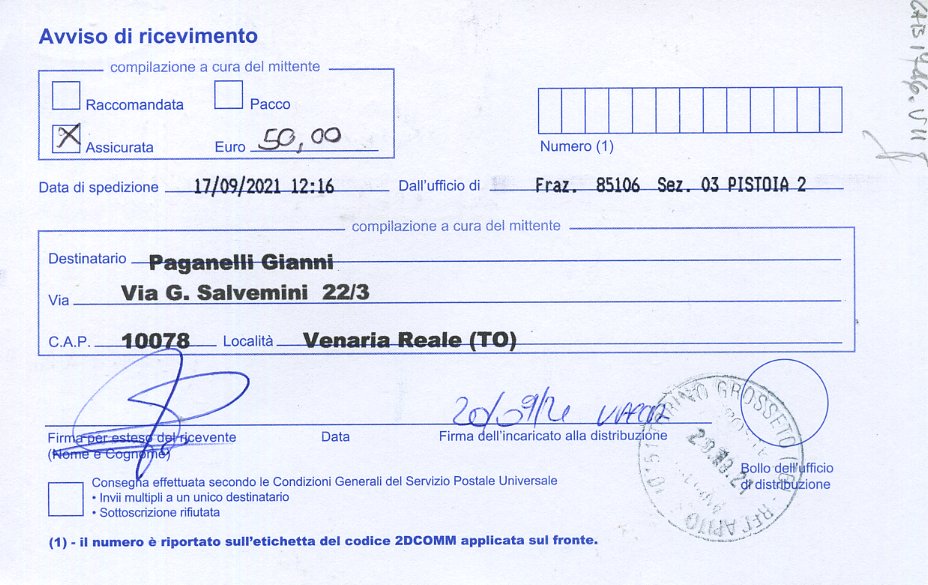 Avviso di ricevimento
compilazione a cura del mittente
Raccomandata Pacco
X Assicurata Euro 50,00
Numero (1)
Data di spedizione 17/09/2021 12:16 Dall'ufficio di Fraz. 85106 Sez. 03 PISTOIA 2
compilazione a cura del mittente
Destinatario Paganelli Gianni
Via Via G. Salvemini 22/3
C.A.P. 10078 Località Venaria Reale (TO)
20/09/21
Firma per esteso del ricevente Data Firma dell'incaricato alla distribuzione
(Nome e Cognome)
Bollo dell'ufficio
di distribuzione
Consegna effettuata secondo le Condizioni Generali del Servizio Postale Universale
• Invii multipli a un unico destinatario
• Sottoscrizione rifiutata
GROSSETO
RECAPITO
(1) - il numero è riportato sull'etichetta del codice 2DCOMM applicata sul fronte.